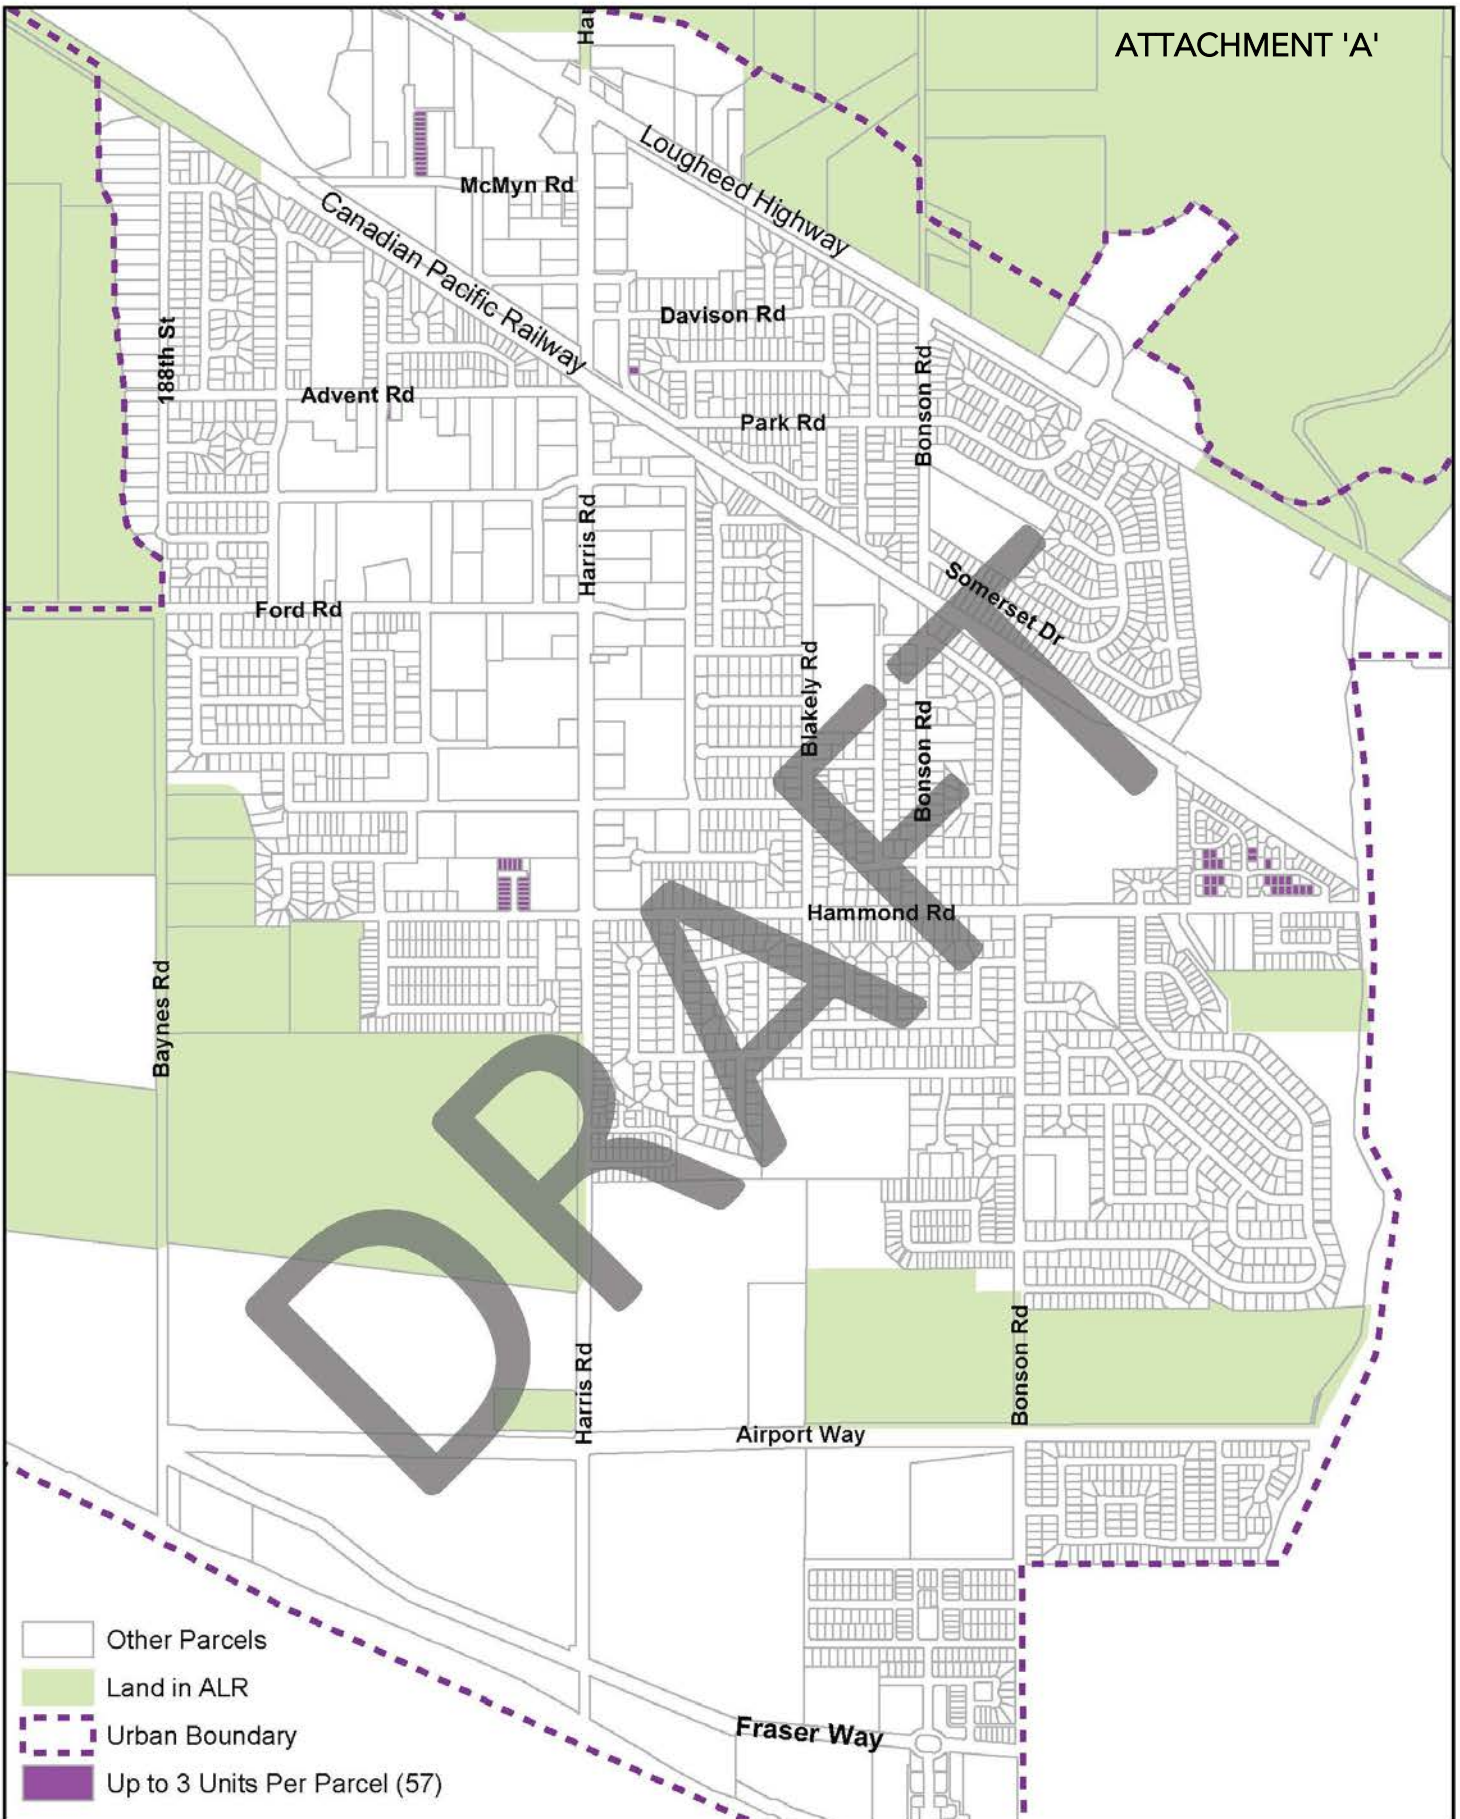 ATTACHMENT 'A'
Har
Lougheed Highway
McMyn Rd
Canadian Pacific Railway
Davison Rd
188th St
Bonson Rd
Advent Rd
Park Rd
Harris Rd
Somerset Dr
Ford Rd
Blakely Rd
Bonson Rd
Hammond Rd
Baynes Rd
DRAFT
Bonson Rd
Harris Rd
Airport Way
Fraser Way
Other Parcels
Land in ALR
Urban Boundary
Up to 3 Units Per Parcel (57)